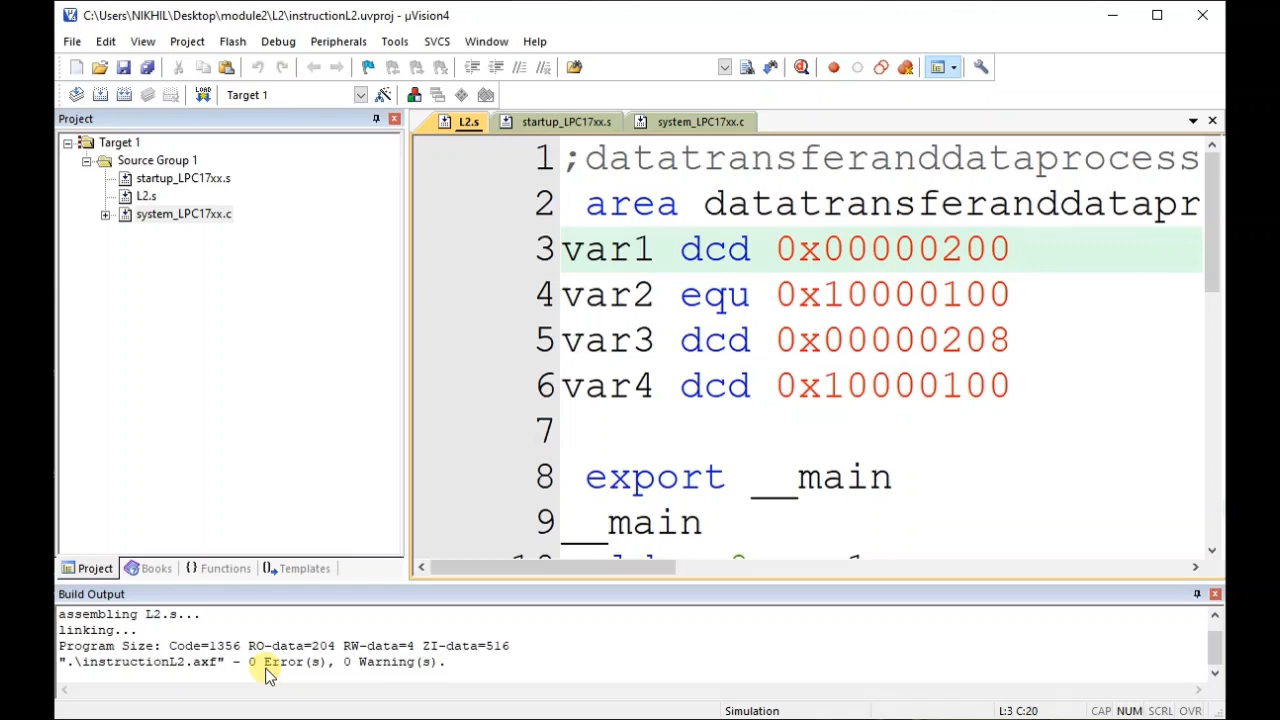 C:\Users\NIKHIL\Desktop\module2\L2\instructionL2.uvproj - µVision4
File Edit View Project Flash Debug Peripherals Tools SVCS Window Help
LOAD Target 1
Project
L2.s startup_LPC17xx.s system_LPC17xx.c
Target 1
Source Group 1
startup_LPC17xx.s
L2.s
system_LPC17xx.c
1 ;datatransferanddataprocess
2 area datatransferanddatapr
3 var1 dcd 0x00000200
4 var2 equ 0x10000100
5 var3 dcd 0x00000208
6 var4 dcd 0x10000100
7
8 export __main
9 __main
Project Books Functions Templates
Build Output
assembling L2.s...
linking...
Program Size: Code=1356 RO-data=204 RW-data=4 ZI-data=516
".\instructionL2.axf" - 0 Error(s), 0 Warning(s).
Simulation L:3 C:20 CAP NUM SCRL OVR